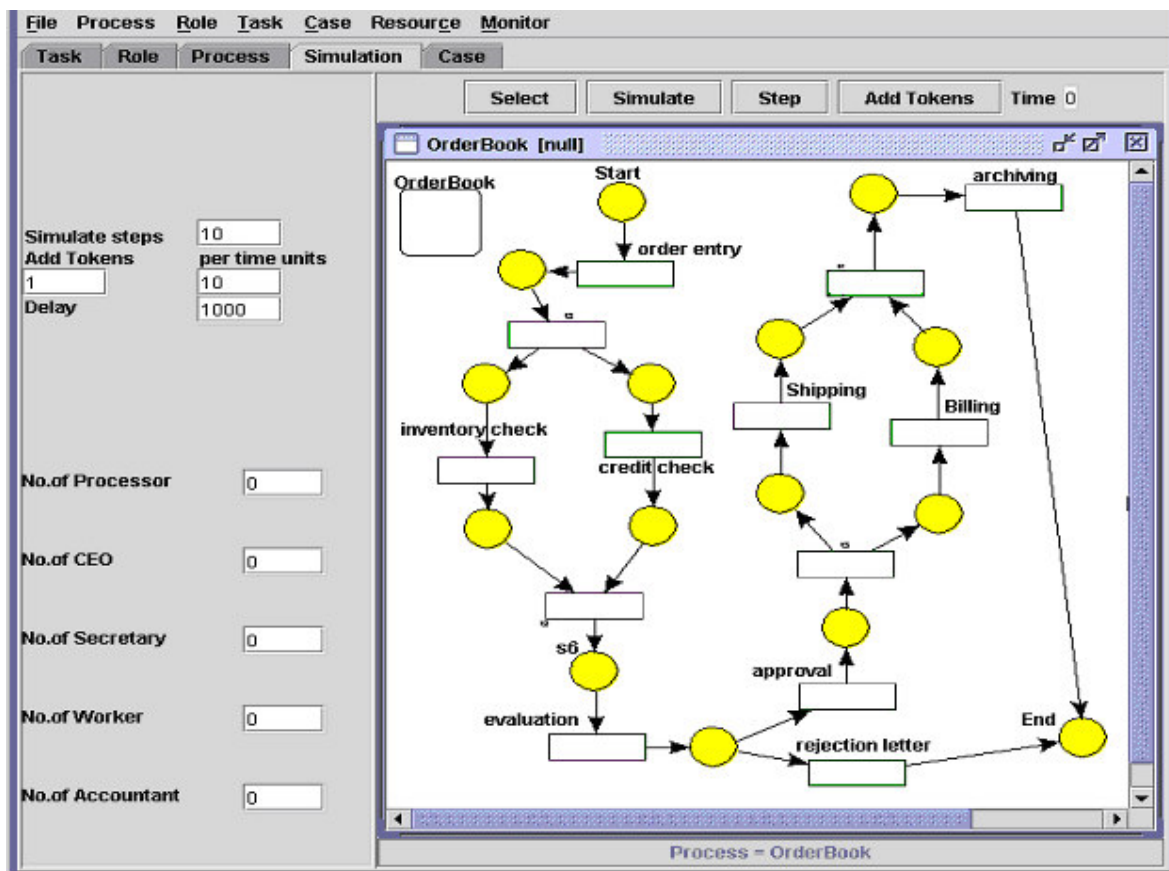 File Process Role Task Case Resource Monitor
Task Role Process Simulation Case
Select Simulate Step Add Tokens Time 0
OrderBook [null]
Simulate steps 10
Add Tokens per time units
1 10
Delay 1000
No.of Processor 0
No.of CEO 0
No.of Secretary 0
No.of Worker 0
No.of Accountant 0
OrderBook
Start
order entry
inventory check
credit check
s6
evaluation
archiving
Shipping
Billing
approval
rejection letter
End
Process = OrderBook